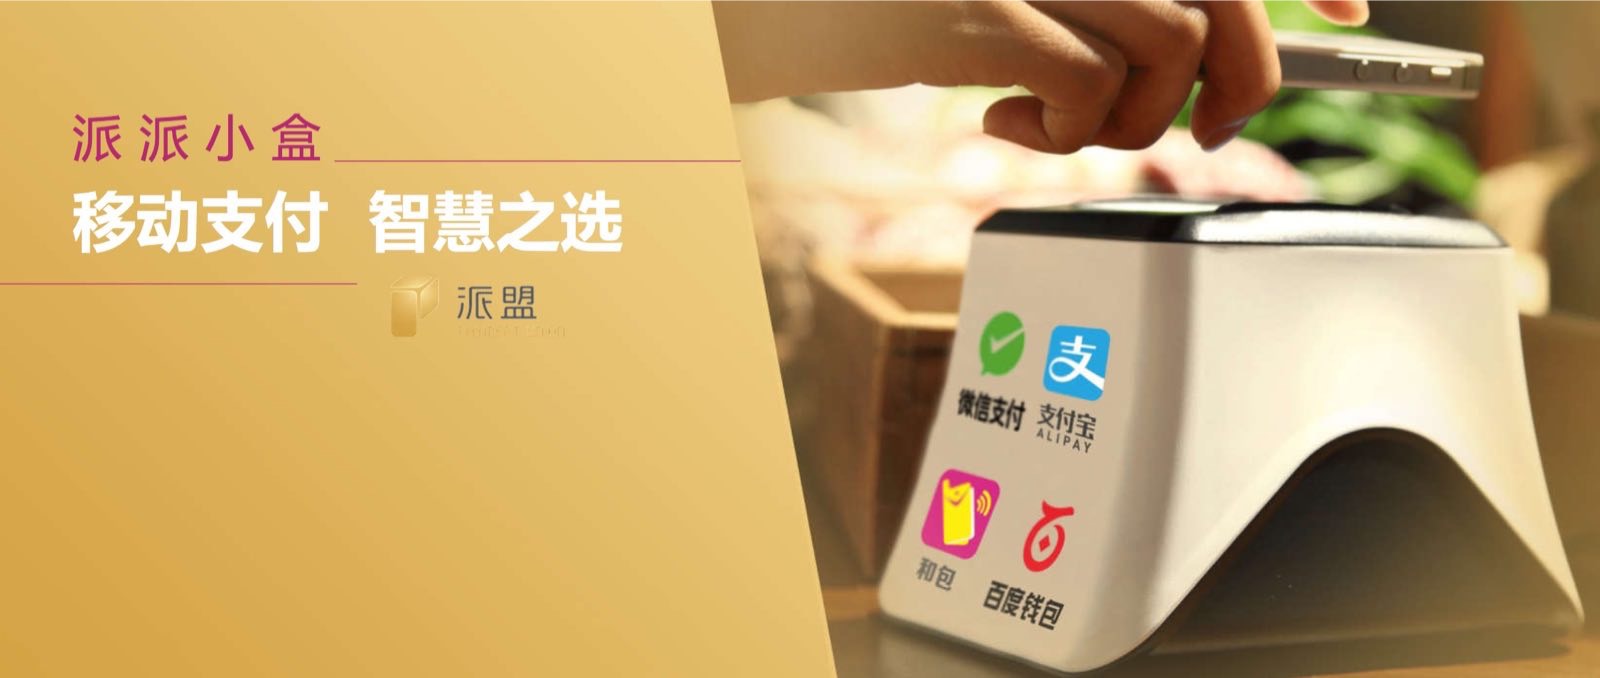 派派小盒
移动支付 智慧之选
派盟
微信支付
支付宝
ALIPAY
和包
百度钱包